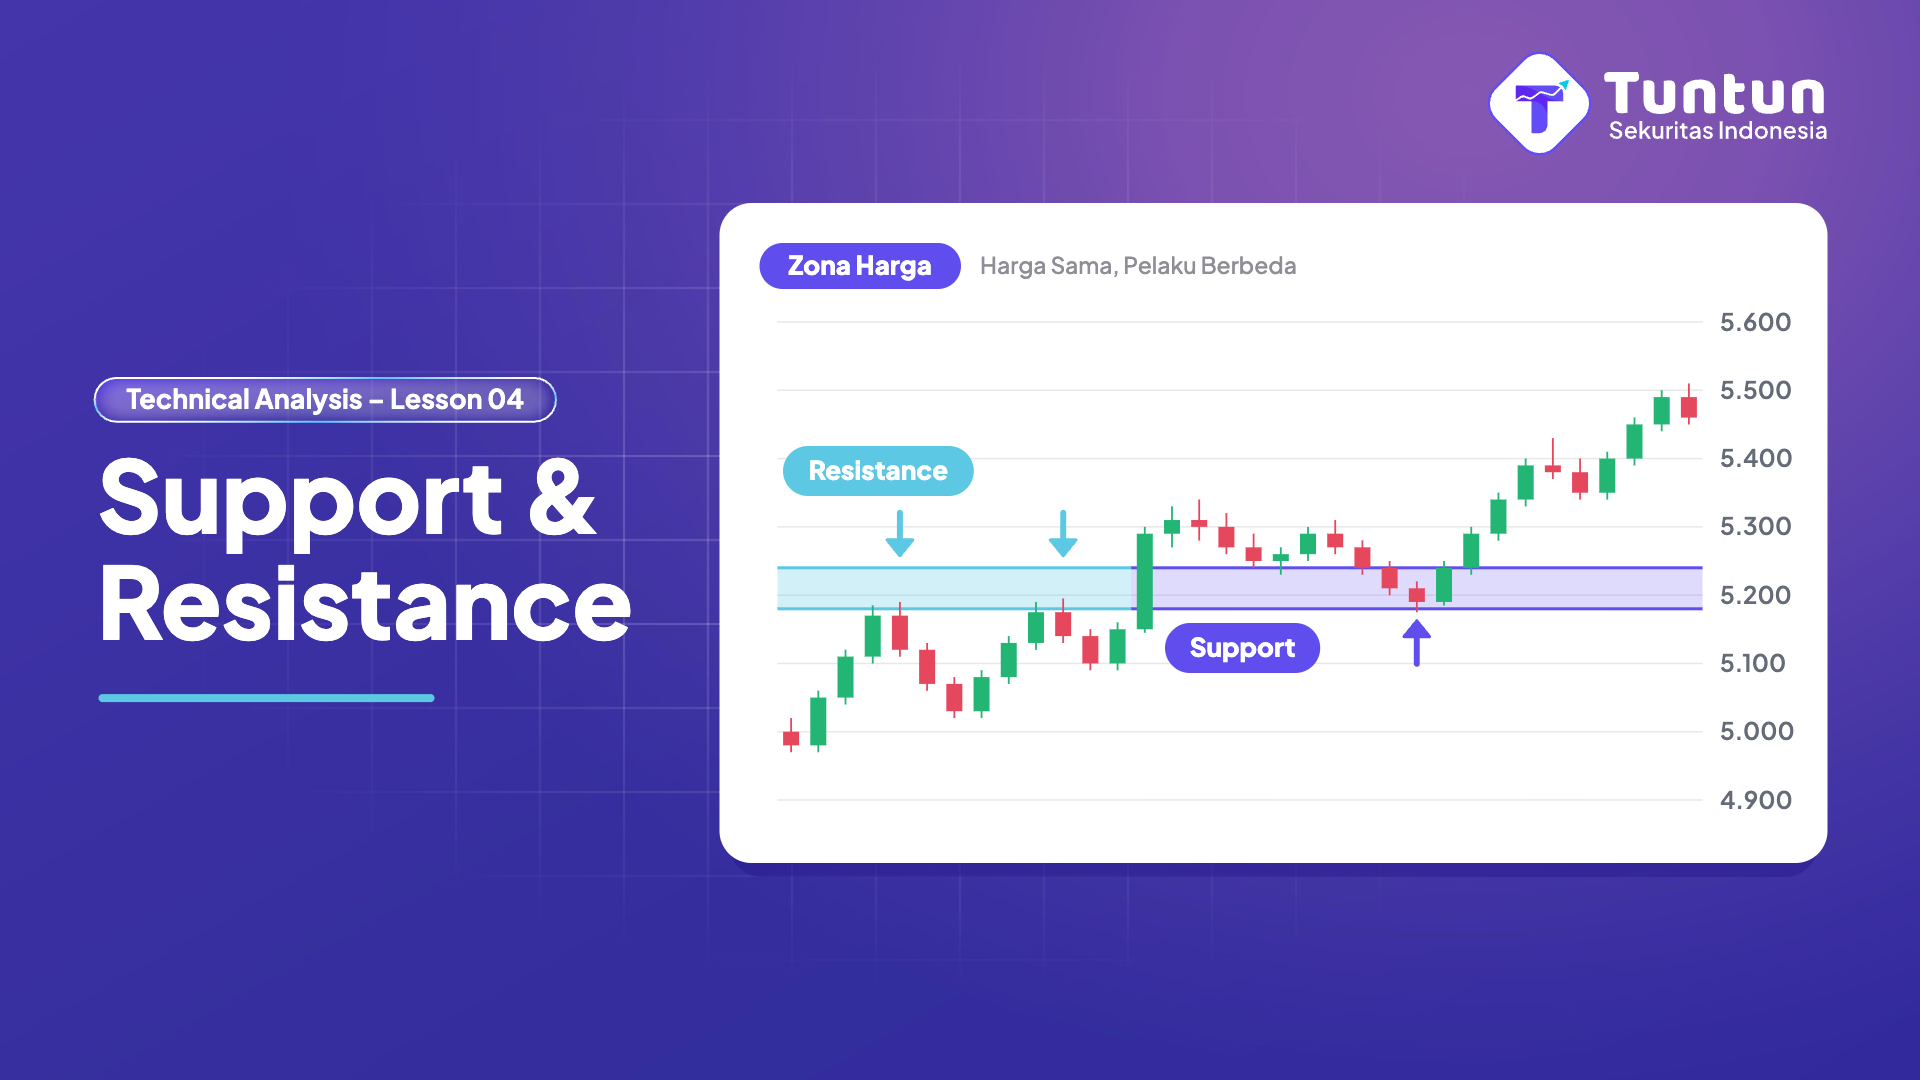 Tuntun
Sekuritas Indonesia
Technical Analysis – Lesson 04
Support &
Resistance
Zona Harga
Harga Sama, Pelaku Berbeda
Resistance
Support
5.600
5.500
5.400
5.300
5.200
5.100
5.000
4.900